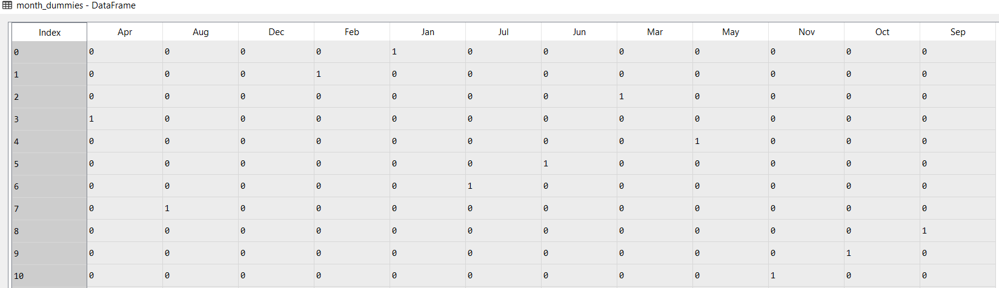 month_dummies - DataFrame
Index Apr Aug Dec Feb Jan Jul Jun Mar May Nov Oct Sep
0 0 0 0 0 1 0 0 0 0 0 0 0
1 0 0 0 1 0 0 0 0 0 0 0 0
2 0 0 0 0 0 0 0 1 0 0 0 0
3 1 0 0 0 0 0 0 0 0 0 0 0
4 0 0 0 0 0 0 0 0 1 0 0 0
5 0 0 0 0 0 0 1 0 0 0 0 0
6 0 0 0 0 0 1 0 0 0 0 0 0
7 0 1 0 0 0 0 0 0 0 0 0 0
8 0 0 0 0 0 0 0 0 0 0 0 1
9 0 0 0 0 0 0 0 0 0 0 1 0
10 0 0 0 0 0 0 0 0 0 1 0 0